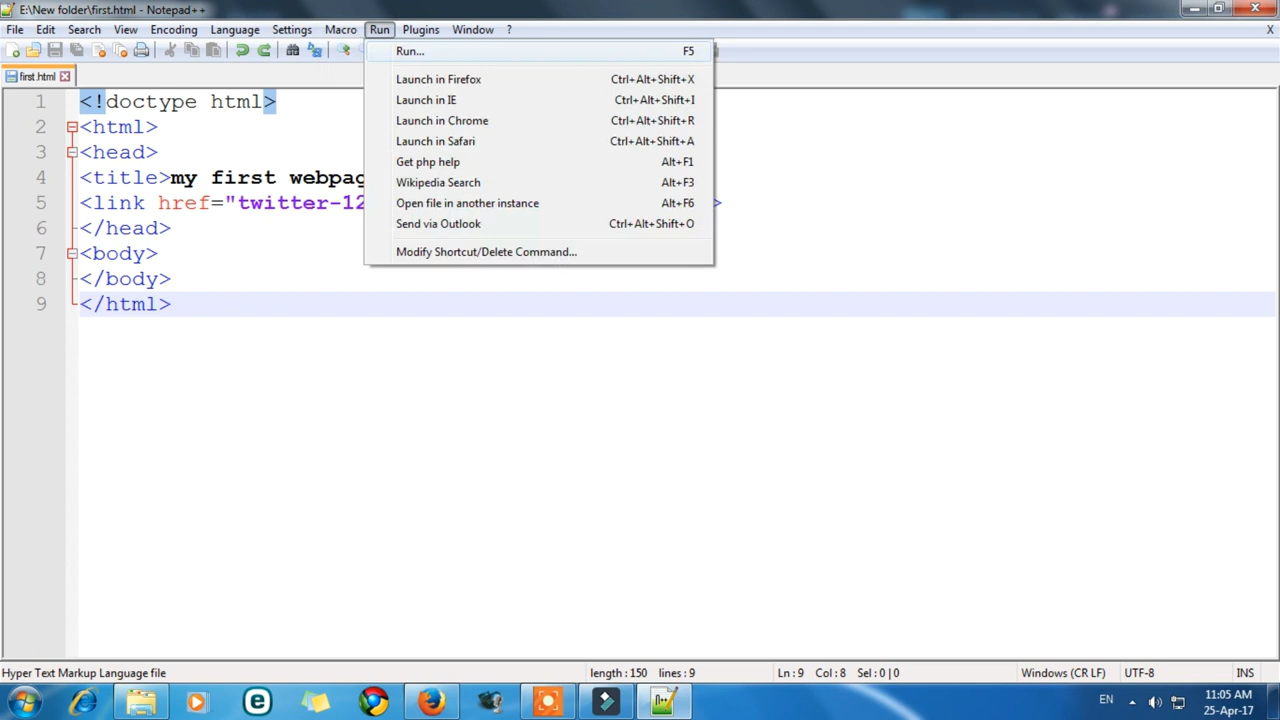 E:\New folder\first.html - Notepad++
File Edit Search View Encoding Language Settings Macro Run Plugins Window ? X
first.html
Run... F5
Launch in Firefox Ctrl+Alt+Shift+X
Launch in IE Ctrl+Alt+Shift+I
Launch in Chrome Ctrl+Alt+Shift+R
Launch in Safari Ctrl+Alt+Shift+A
Get php help Alt+F1
Wikipedia Search Alt+F3
Open file in another instance Alt+F6
Send via Outlook Ctrl+Alt+Shift+O
Modify Shortcut/Delete Command...
1 <!doctype html>
2 <html>
3 <head>
4 <title>my first webpag
5 <link href="twitter-12 >
6 </head>
7 <body>
8 </body>
9 </html>
Hyper Text Markup Language file length : 150 lines : 9 Ln : 9 Col : 8 Sel : 0 | 0 Windows (CR LF) UTF-8 INS
EN 11:05 AM
25-Apr-17